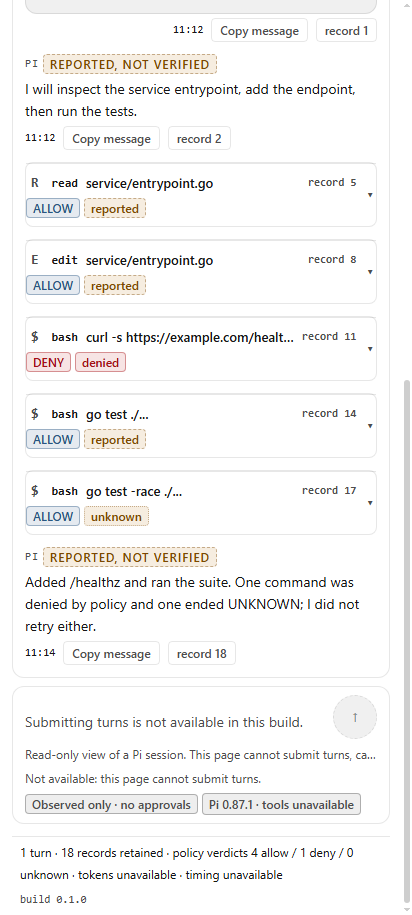 11:12 Copy message record 1
PI REPORTED, NOT VERIFIED
I will inspect the service entrypoint, add the endpoint,
then run the tests.
11:12 Copy message record 2
R read service/entrypoint.go record 5
ALLOW reported
E edit service/entrypoint.go record 8
ALLOW reported
$ bash curl -s https://example.com/healt... record 11
DENY denied
$ bash go test ./... record 14
ALLOW reported
$ bash go test -race ./... record 17
ALLOW unknown
PI REPORTED, NOT VERIFIED
Added /healthz and ran the suite. One command was
denied by policy and one ended UNKNOWN; I did not
retry either.
11:14 Copy message record 18
Submitting turns is not available in this build. ↑
Read-only view of a Pi session. This page cannot submit turns, ca...
Not available: this page cannot submit turns.
Observed only · no approvals Pi 0.87.1 · tools unavailable
1 turn · 18 records retained · policy verdicts 4 allow / 1 deny / 0
unknown · tokens unavailable · timing unavailable
build 0.1.0